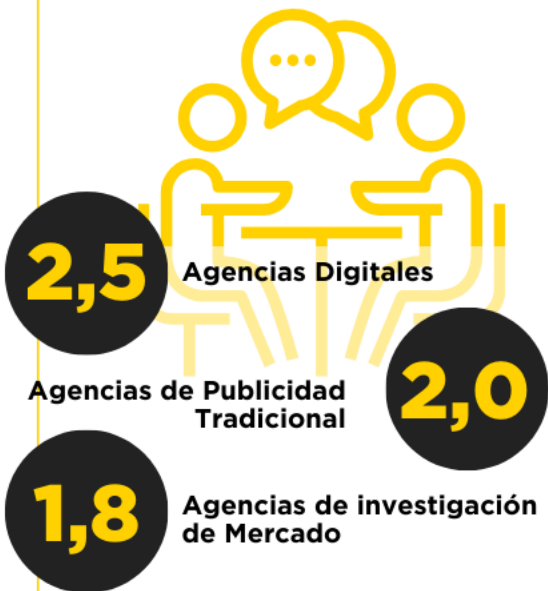 2,5
Agencias Digitales
Agencias de Publicidad
Tradicional
2,0
1,8
Agencias de investigación
de Mercado